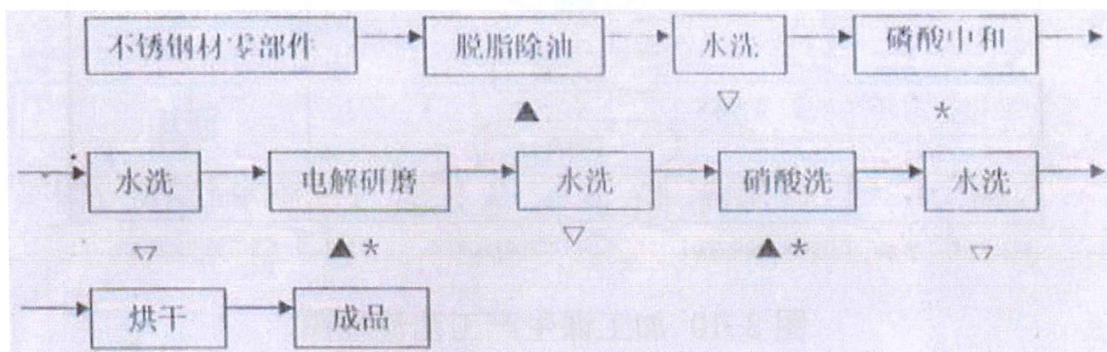 不锈钢材零部件 脱脂除油 水洗 磷酸中和
▲ ▽ *
水洗 电解研磨 水洗 硝酸洗 水洗
▽ ▲* ▽ ▲* ▽
烘干 成品